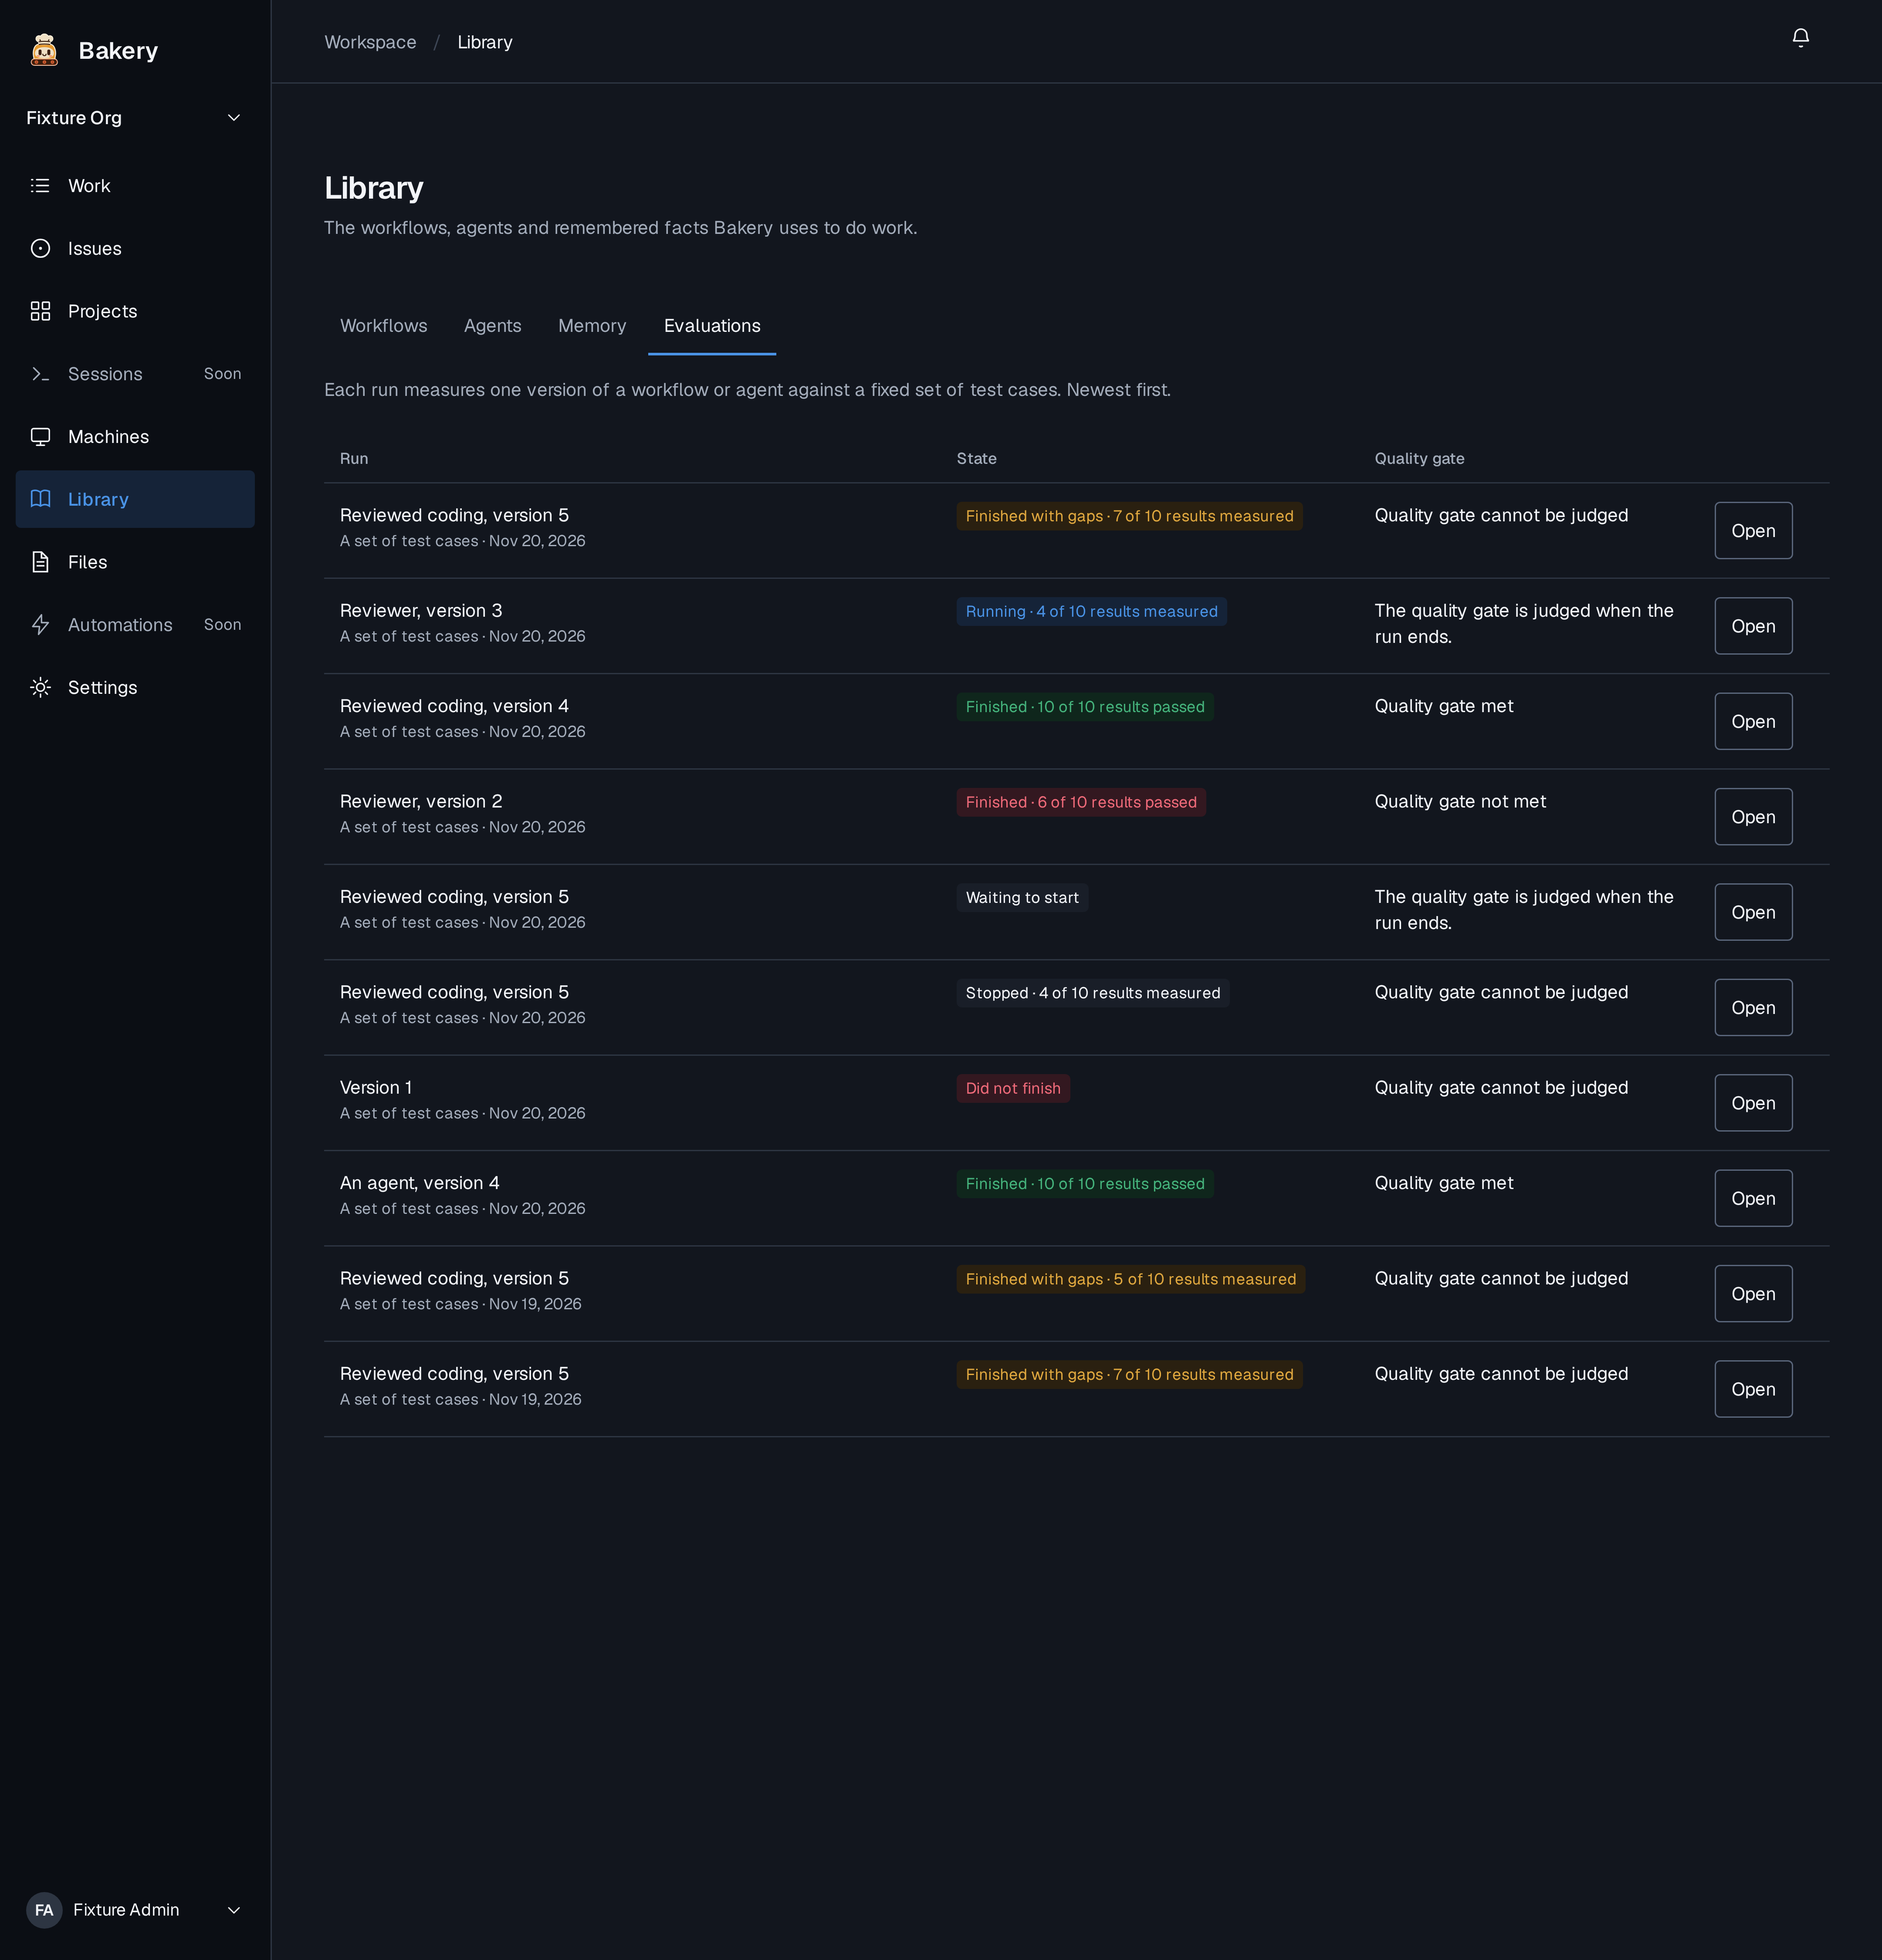 Bakery
Fixture Org
Work
Issues
Projects
Sessions Soon
Machines
Library
Files
Automations Soon
Settings
FA Fixture Admin
Workspace / Library
Library
The workflows, agents and remembered facts Bakery uses to do work.
Workflows Agents Memory Evaluations
Each run measures one version of a workflow or agent against a fixed set of test cases. Newest first.
Run State Quality gate
Reviewed coding, version 5 Finished with gaps · 7 of 10 results measured Quality gate cannot be judged Open
A set of test cases · Nov 20, 2026
Reviewer, version 3 Running · 4 of 10 results measured The quality gate is judged when the Open
A set of test cases · Nov 20, 2026 run ends.
Reviewed coding, version 4 Finished · 10 of 10 results passed Quality gate met Open
A set of test cases · Nov 20, 2026
Reviewer, version 2 Finished · 6 of 10 results passed Quality gate not met Open
A set of test cases · Nov 20, 2026
Reviewed coding, version 5 Waiting to start The quality gate is judged when the Open
A set of test cases · Nov 20, 2026 run ends.
Reviewed coding, version 5 Stopped · 4 of 10 results measured Quality gate cannot be judged Open
A set of test cases · Nov 20, 2026
Version 1 Did not finish Quality gate cannot be judged Open
A set of test cases · Nov 20, 2026
An agent, version 4 Finished · 10 of 10 results passed Quality gate met Open
A set of test cases · Nov 20, 2026
Reviewed coding, version 5 Finished with gaps · 5 of 10 results measured Quality gate cannot be judged Open
A set of test cases · Nov 19, 2026
Reviewed coding, version 5 Finished with gaps · 7 of 10 results measured Quality gate cannot be judged Open
A set of test cases · Nov 19, 2026